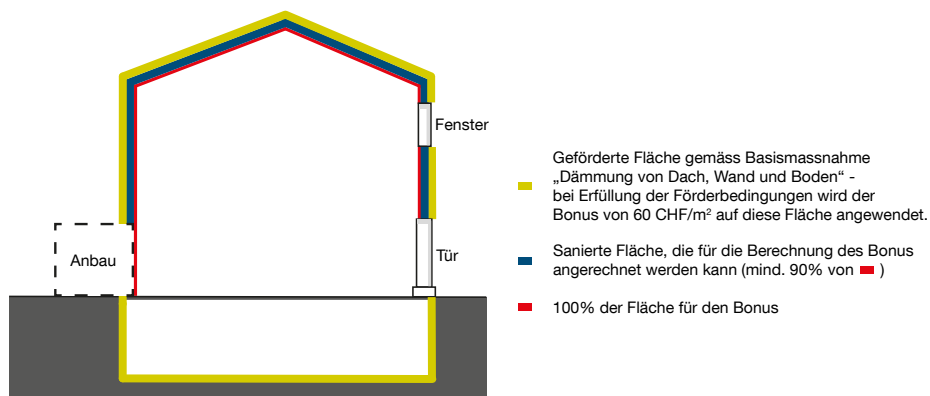 Fenster
Anbau
Tür
Geförderte Fläche gemäss Basismassnahme
„Dämmung von Dach, Wand und Boden“ -
bei Erfüllung der Förderbedingungen wird der
Bonus von 60 CHF/m² auf diese Fläche angewendet.
Sanierte Fläche, die für die Berechnung des Bonus
angerechnet werden kann (mind. 90% von )
100% der Fläche für den Bonus